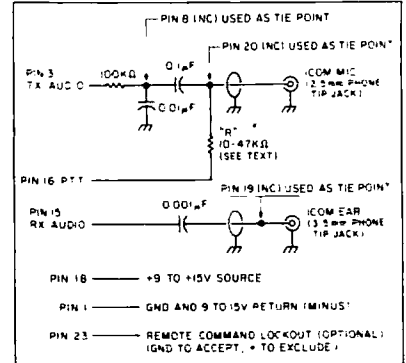 PIN 8 (NC) USED AS TIE POINT
PIN 3
TX AUDIO
100KΩ
0.1µF
PIN 20 (NC) USED AS TIE POINT
ICOM MIC
(2.5mm PHONE
TIP JACK)
0.01µF
"R" *
10-47KΩ
(SEE TEXT)
PIN 16 PTT
PIN 19 (NC) USED AS TIE POINT
PIN 15
RX AUDIO
0.001µF
ICOM EAR
(3.5mm PHONE
TIP JACK)
PIN 18 +9 TO +15V SOURCE
PIN 1 GND AND 9 TO 15V RETURN (MINUS)
PIN 23 REMOTE COMMAND LOCKOUT (OPTIONAL)
(GND TO ACCEPT, + TO EXCLUDE)